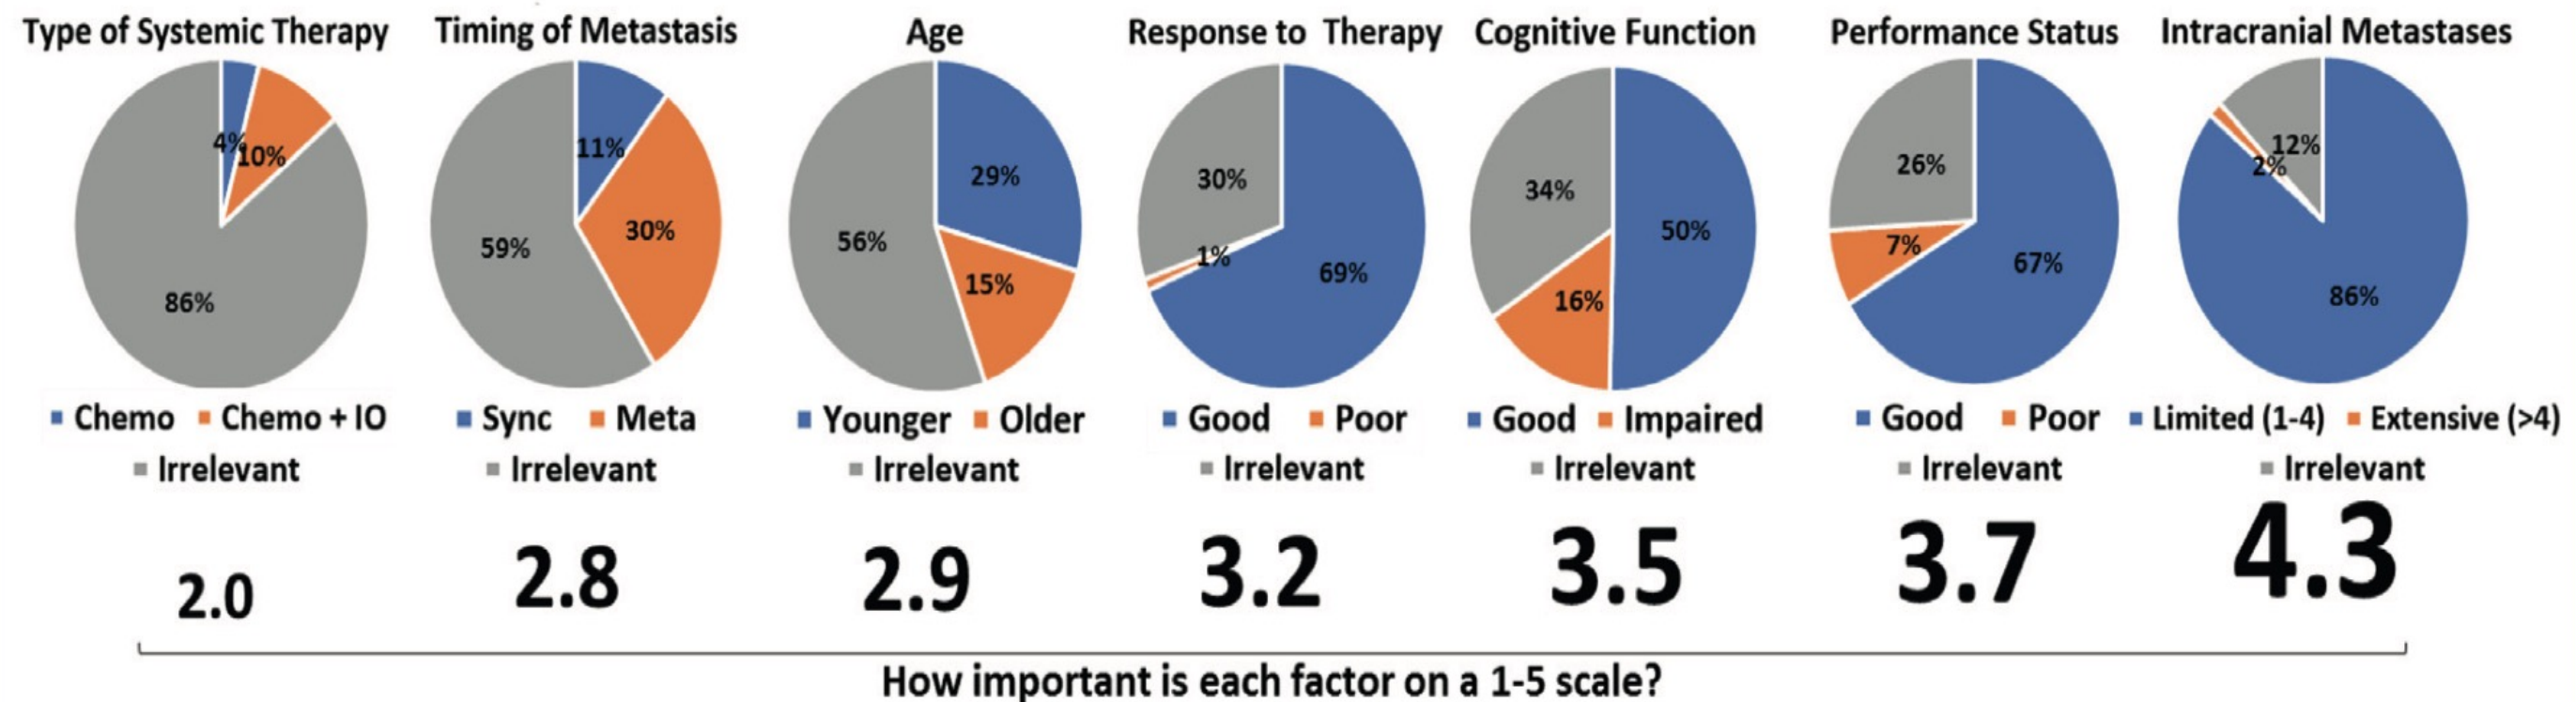 Type of Systemic Therapy
4%
10%
86%
Chemo Chemo + IO
Irrelevant
2.0
Timing of Metastasis
11%
30%
59%
Sync Meta
Irrelevant
2.8
Age
29%
15%
56%
Younger Older
Irrelevant
2.9
Response to Therapy
30%
1%
69%
Good Poor
Irrelevant
3.2
Cognitive Function
34%
50%
16%
Good Impaired
Irrelevant
3.5
Performance Status
26%
7%
67%
Good Poor
Irrelevant
3.7
Intracranial Metastases
12%
2%
86%
Limited (1-4) Extensive (>4)
Irrelevant
4.3
How important is each factor on a 1-5 scale?